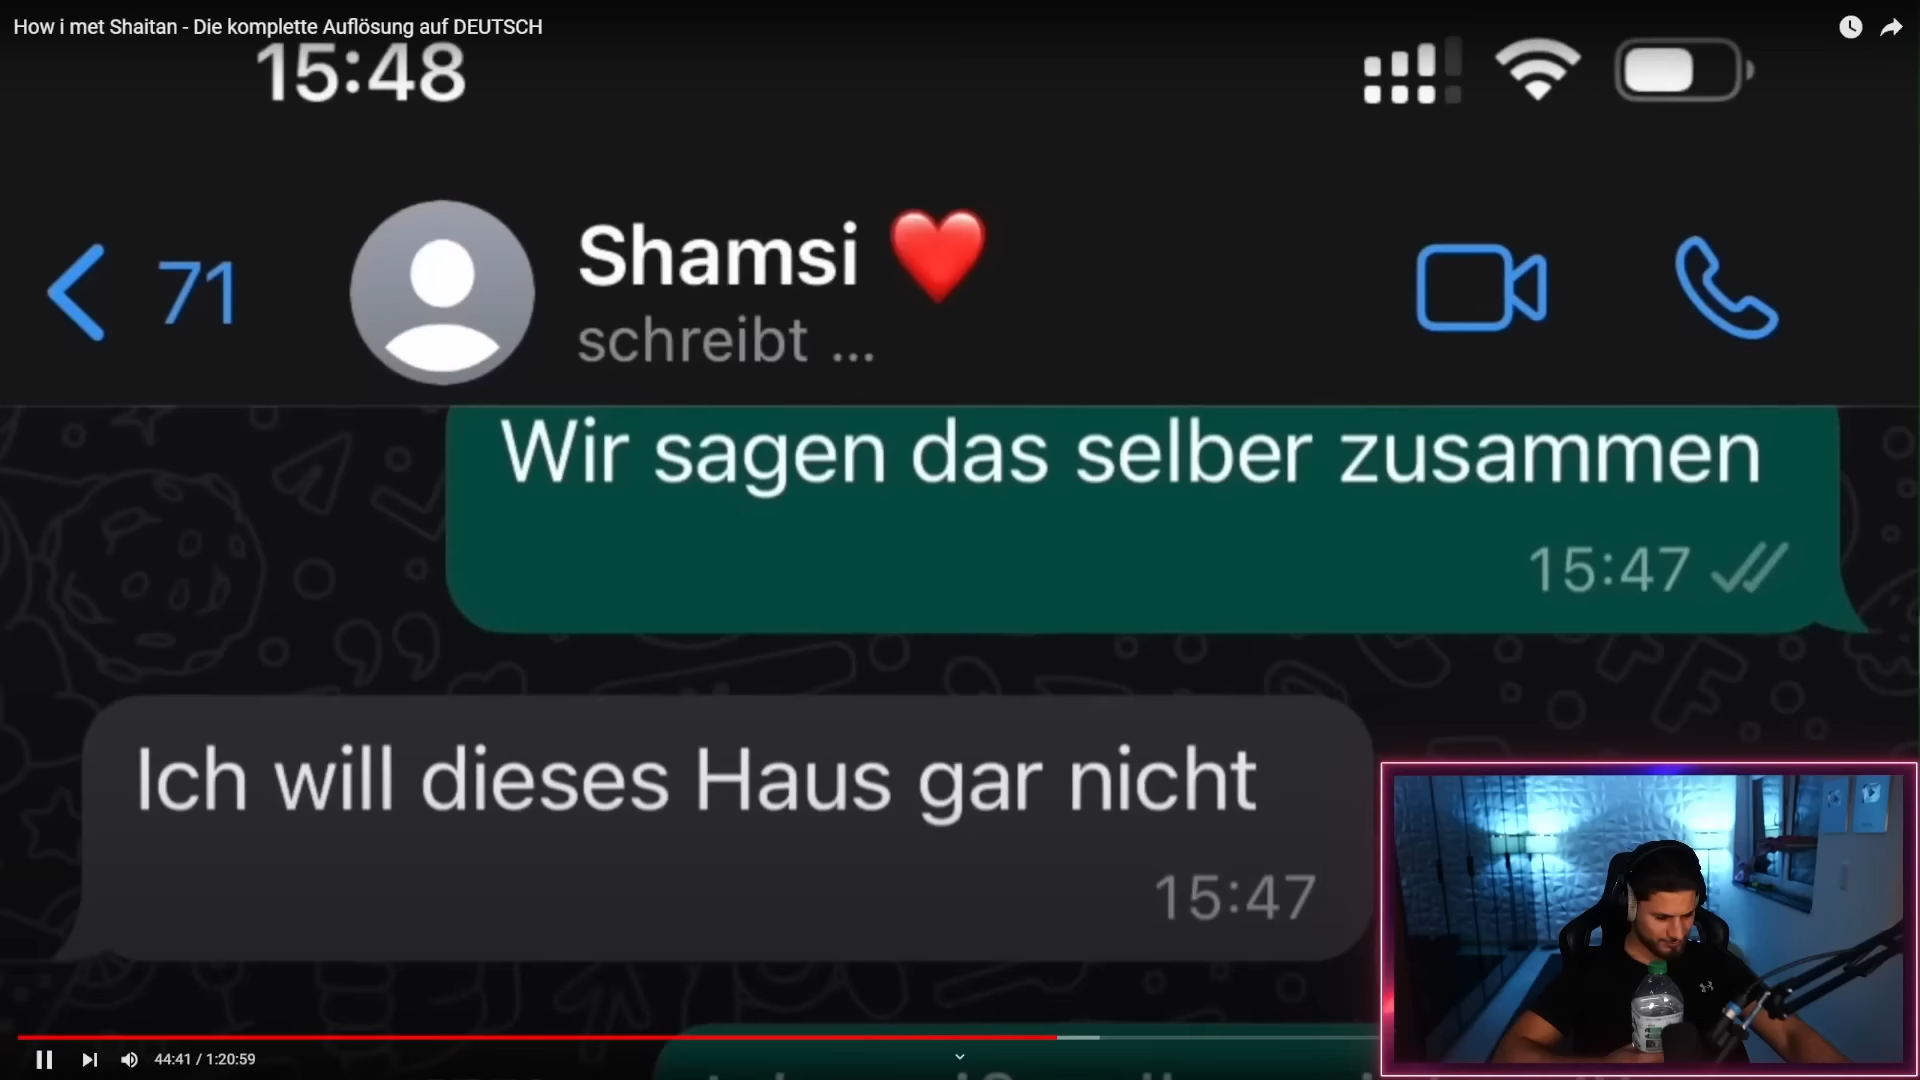 How i met Shaitan - Die komplette Auflösung auf DEUTSCH
15:48
71
Shamsi ❤️
schreibt ...
Wir sagen das selber zusammen
15:47
Ich will dieses Haus gar nicht
15:47
44:41 / 1:20:59